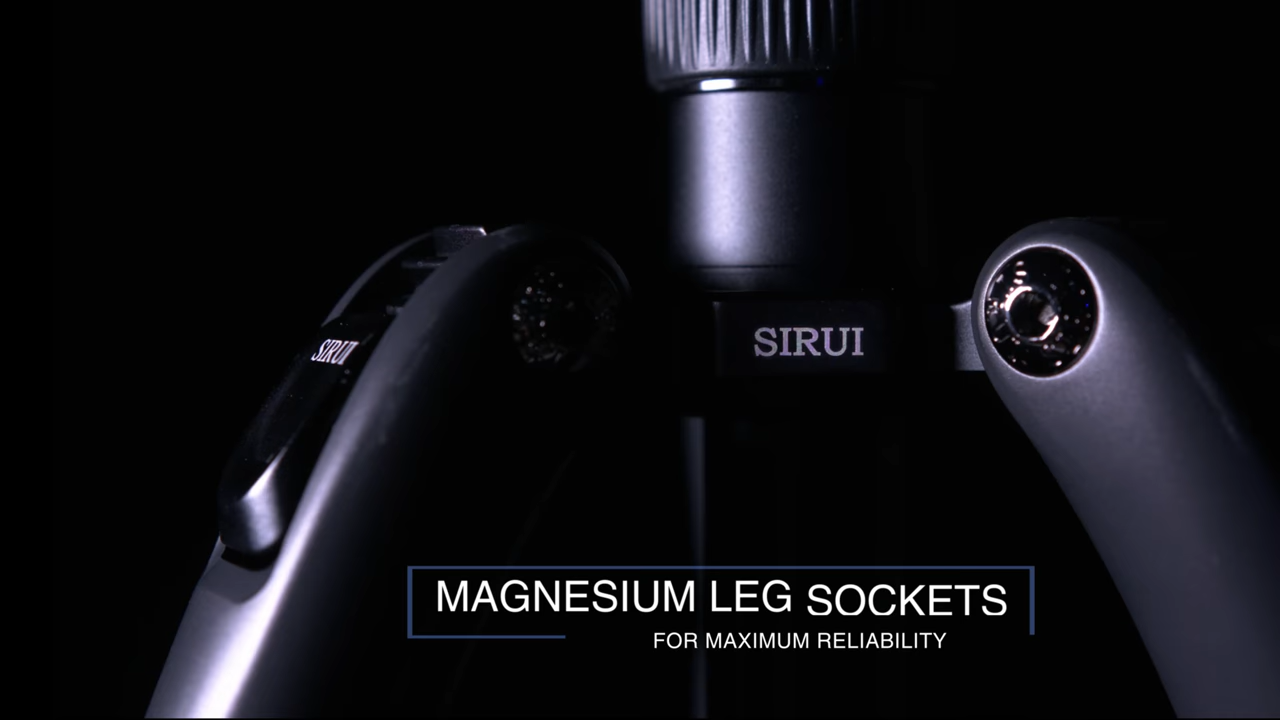 SIRUI
SIRUI
MAGNESIUM LEG SOCKETS
FOR MAXIMUM RELIABILITY